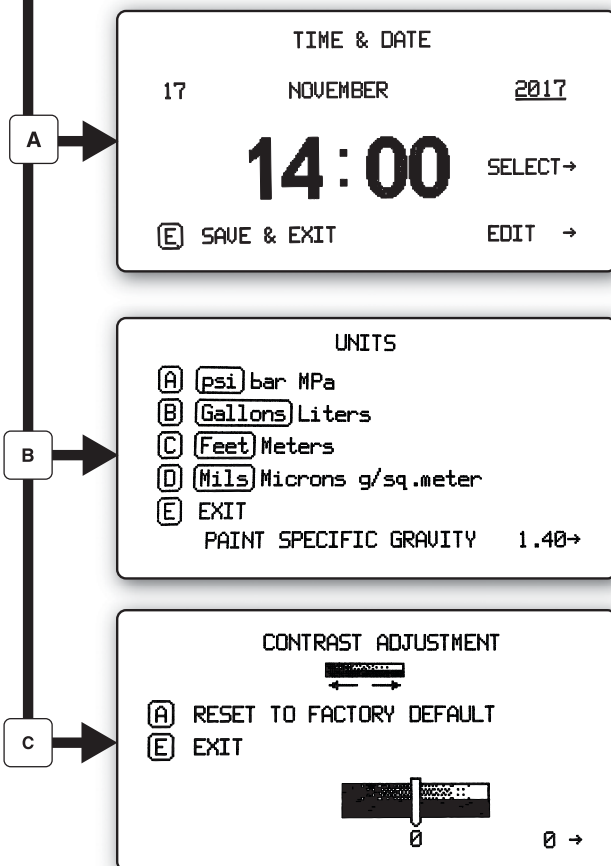 TIME & DATE
17 NOVEMBER 2017
A
14:00 SELECT→
E SAVE & EXIT EDIT →
UNITS
A psi bar MPa
B Gallons Liters
C Feet Meters
B
D Mils Microns g/sq.meter
E EXIT
PAINT SPECIFIC GRAVITY 1.40→
CONTRAST ADJUSTMENT
A RESET TO FACTORY DEFAULT
C
E EXIT
0 0 →